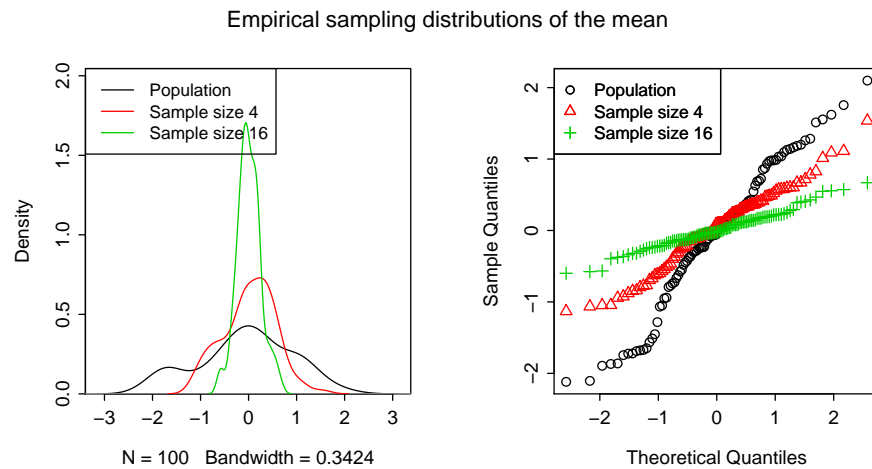 Empirical sampling distributions of the mean
Population
Sample size 4
Sample size 16
Density
0.0
0.5
1.0
1.5
2.0
−3 −2 −1 0 1 2 3
N = 100 Bandwidth = 0.3424
Population
Sample size 4
Sample size 16
Sample Quantiles
−2
−1
0
1
2
−2 −1 0 1 2
Theoretical Quantiles